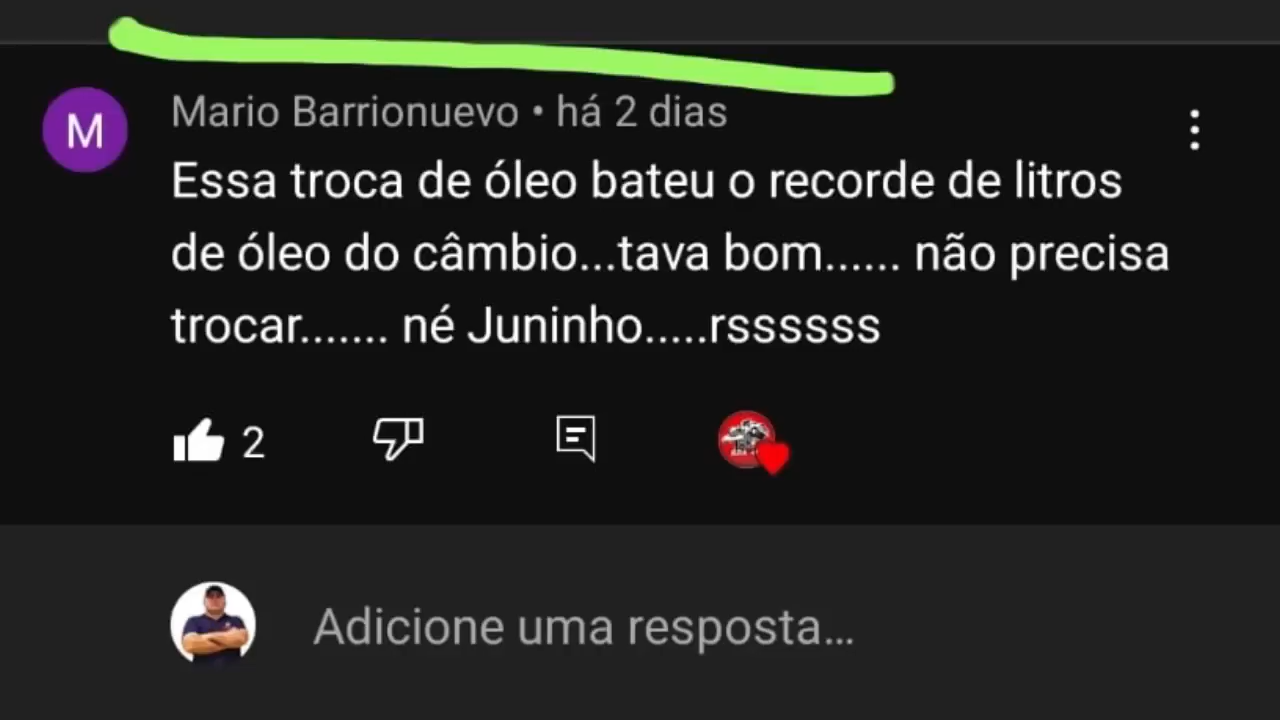 M
Mario Barrionuevo • há 2 dias
Essa troca de óleo bateu o recorde de litros
de óleo do câmbio...tava bom...... não precisa
trocar....... né Juninho.....rssssss
2
Adicione uma resposta...